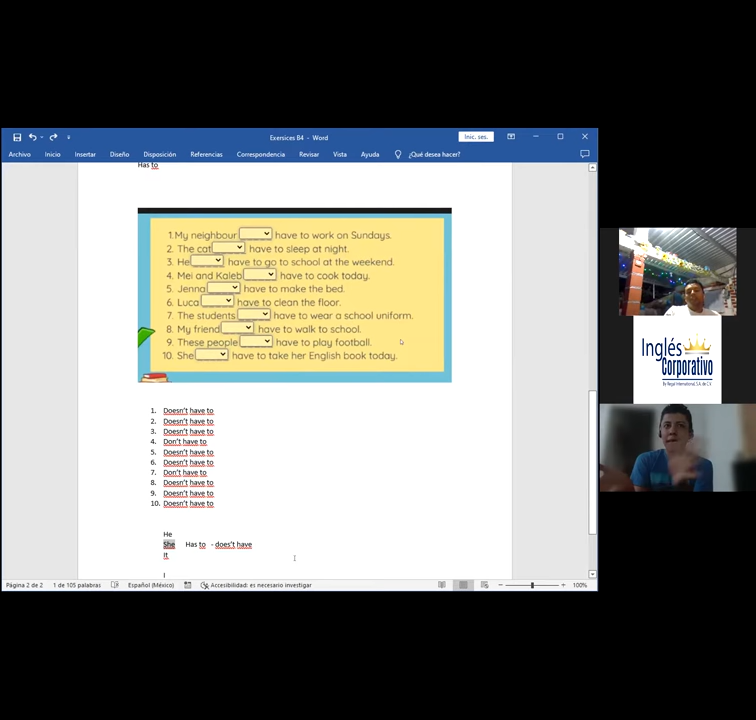 Exersices 84 - Word
Inic. ses.
Archivo Inicio Insertar Diseño Disposición Referencias Correspondencia Revisar Vista Ayuda ¿Qué desea hacer?
Has to
1.My neighbour have to work on Sundays.
2. The cat have to sleep at night.
3. He have to go to school at the weekend.
4. Mei and Kaleb have to cook today.
5. Jenna have to make the bed.
6. Luca have to clean the floor.
7. The students have to wear a school uniform.
8. My friend have to walk to school.
9. These people have to play football.
10. She have to take her English book today.
1. Doesn't have to
2. Doesn't have to
3. Doesn't have to
4. Don't have to
5. Doesn't have to
6. Doesn't have to
7. Don't have to
8. Doesn't have to
9. Doesn't have to
10. Doesn't have to
He
She Has to - does't have
It
I
Página 2 de 2 1 de 105 palabras Español (México) Accesibilidad: es necesario investigar 100%
Inglés
Corporativo
By Regal International, S.A. de C.V.